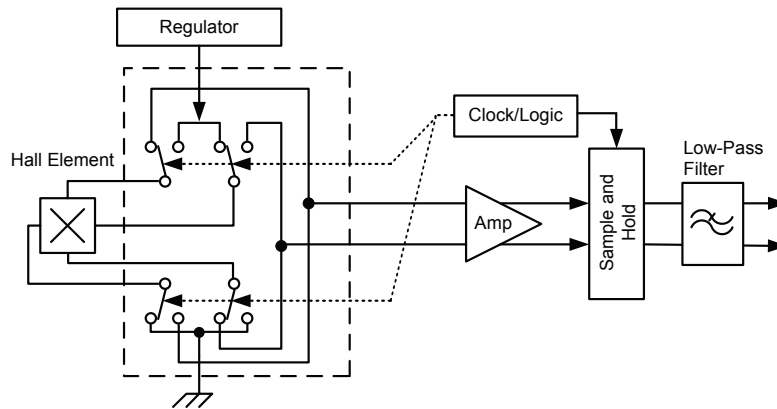 Regulator
Clock/Logic
Hall Element
Low-Pass
Filter
Amp
Sample and
Hold